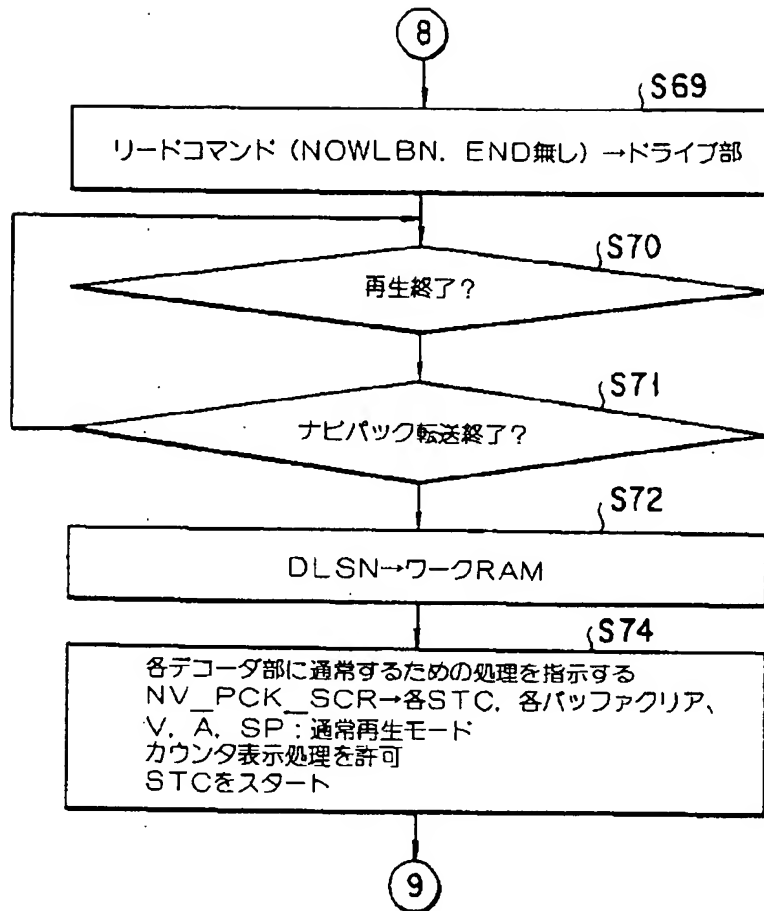 8
S69
リードコマンド (NOWLBN. END無し) →ドライブ部
S70
再生終了?
S71
ナビパック転送終了?
S72
DLSN→ワークRAM
S74
各デコーダ部に通常するための処理を指示する
NV_PCK_SCR→各STC, 各バッファクリア、
V, A, SP : 通常再生モード
カウンタ表示処理を許可
STCをスタート
9